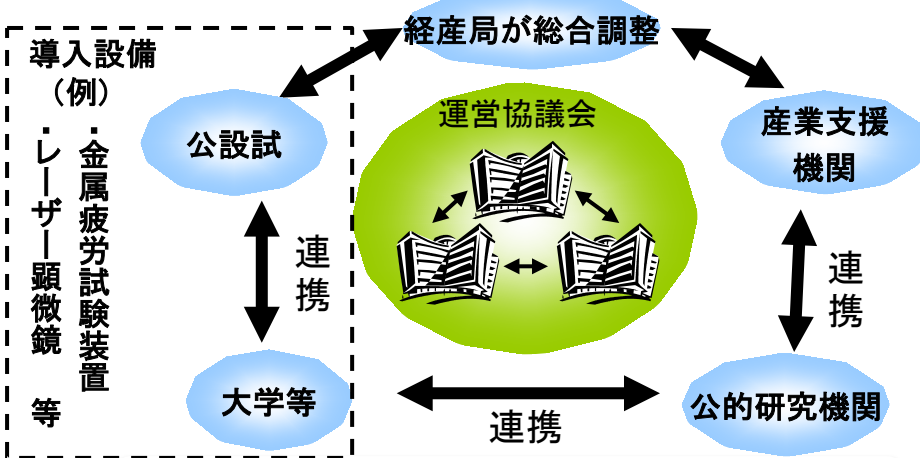 経産局が総合調整
導入設備
（例）
・金属疲労試験装置
・レーザー顕微鏡　等
公設試
運営協議会
産業支援
機関
連携
連携
大学等
連携
公的研究機関